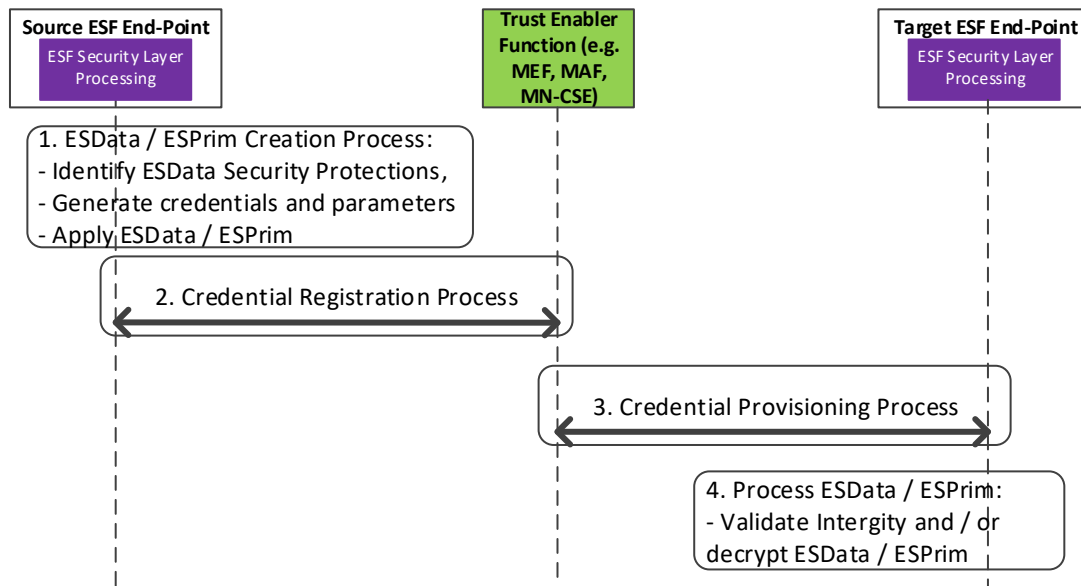 Source ESF End-Point
ESF Security Layer
Processing
Trust Enabler
Function (e.g.
MEF, MAF,
MN-CSE)
Target ESF End-Point
ESF Security Layer
Processing
1. ESData / ESPrim Creation Process:
- Identify ESData Security Protections,
- Generate credentials and parameters
- Apply ESData / ESPrim
2. Credential Registration Process
3. Credential Provisioning Process
4. Process ESData / ESPrim:
- Validate Intergity and / or
decrypt ESData / ESPrim